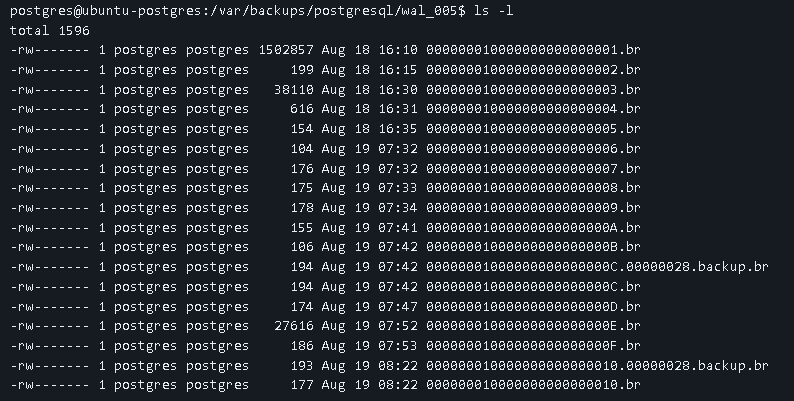 postgres@ubuntu-postgres:/var/backups/postgresql/wal_005$ ls -l
total 1596
-rw------- 1 postgres postgres 1502857 Aug 18 16:10 000000010000000000000001.br
-rw------- 1 postgres postgres     199 Aug 18 16:15 000000010000000000000002.br
-rw------- 1 postgres postgres   38110 Aug 18 16:30 000000010000000000000003.br
-rw------- 1 postgres postgres     616 Aug 18 16:31 000000010000000000000004.br
-rw------- 1 postgres postgres     154 Aug 18 16:35 000000010000000000000005.br
-rw------- 1 postgres postgres     104 Aug 19 07:32 000000010000000000000006.br
-rw------- 1 postgres postgres     176 Aug 19 07:32 000000010000000000000007.br
-rw------- 1 postgres postgres     175 Aug 19 07:33 000000010000000000000008.br
-rw------- 1 postgres postgres     178 Aug 19 07:34 000000010000000000000009.br
-rw------- 1 postgres postgres     155 Aug 19 07:41 00000001000000000000000A.br
-rw------- 1 postgres postgres     106 Aug 19 07:42 00000001000000000000000B.br
-rw------- 1 postgres postgres     194 Aug 19 07:42 00000001000000000000000C.00000028.backup.br
-rw------- 1 postgres postgres     194 Aug 19 07:42 00000001000000000000000C.br
-rw------- 1 postgres postgres     174 Aug 19 07:47 00000001000000000000000D.br
-rw------- 1 postgres postgres   27616 Aug 19 07:52 00000001000000000000000E.br
-rw------- 1 postgres postgres     186 Aug 19 07:53 00000001000000000000000F.br
-rw------- 1 postgres postgres     193 Aug 19 08:22 000000010000000000000010.00000028.backup.br
-rw------- 1 postgres postgres     177 Aug 19 08:22 000000010000000000000010.br